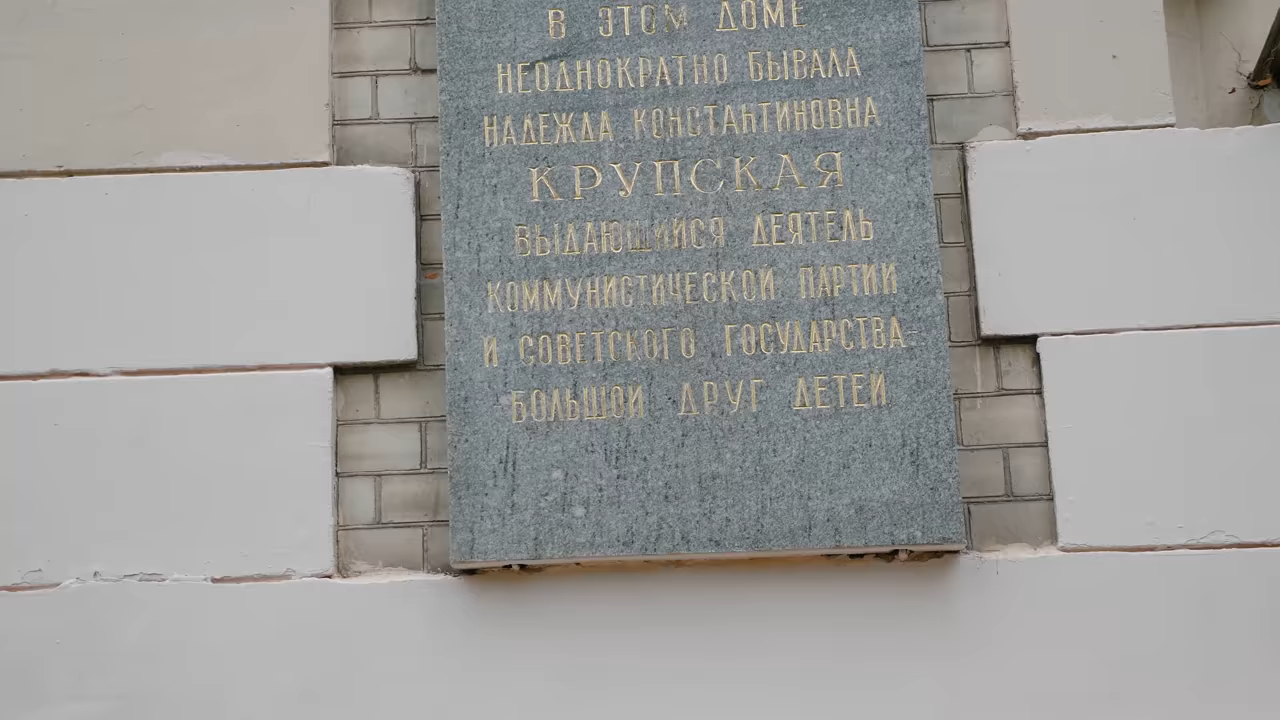 В ЭТОМ ДОМЕ
НЕОДНОКРАТНО БЫВАЛА
НАДЕЖДА КОНСТАНТИНОВНА
КРУПСКАЯ
ВЫДАЮЩИЙСЯ ДЕЯТЕЛЬ
КОММУНИСТИЧЕСКОЙ ПАРТИИ
И СОВЕТСКОГО ГОСУДАРСТВА-
БОЛЬШОЙ ДРУГ ДЕТЕЙ